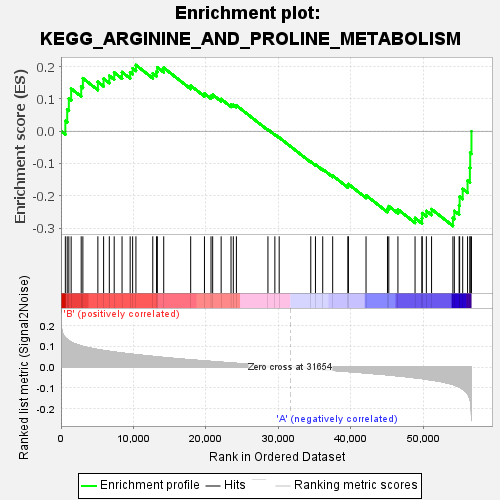 Enrichment plot:
KEGG_ARGININE_AND_PROLINE_METABOLISM
Enrichment score (ES)
0.2
0.1
0.0
-0.1
-0.2
-0.3
Ranked list metric (Signal2Noise)
'B' (positively correlated)
0.2
0.1
0.0
-0.1
-0.2
Zero cross at 31654
'A' (negatively correlated)
0
10,000
20,000
30,000
40,000
50,000
Rank in Ordered Dataset
Enrichment profile
Hits
Ranking metric scores